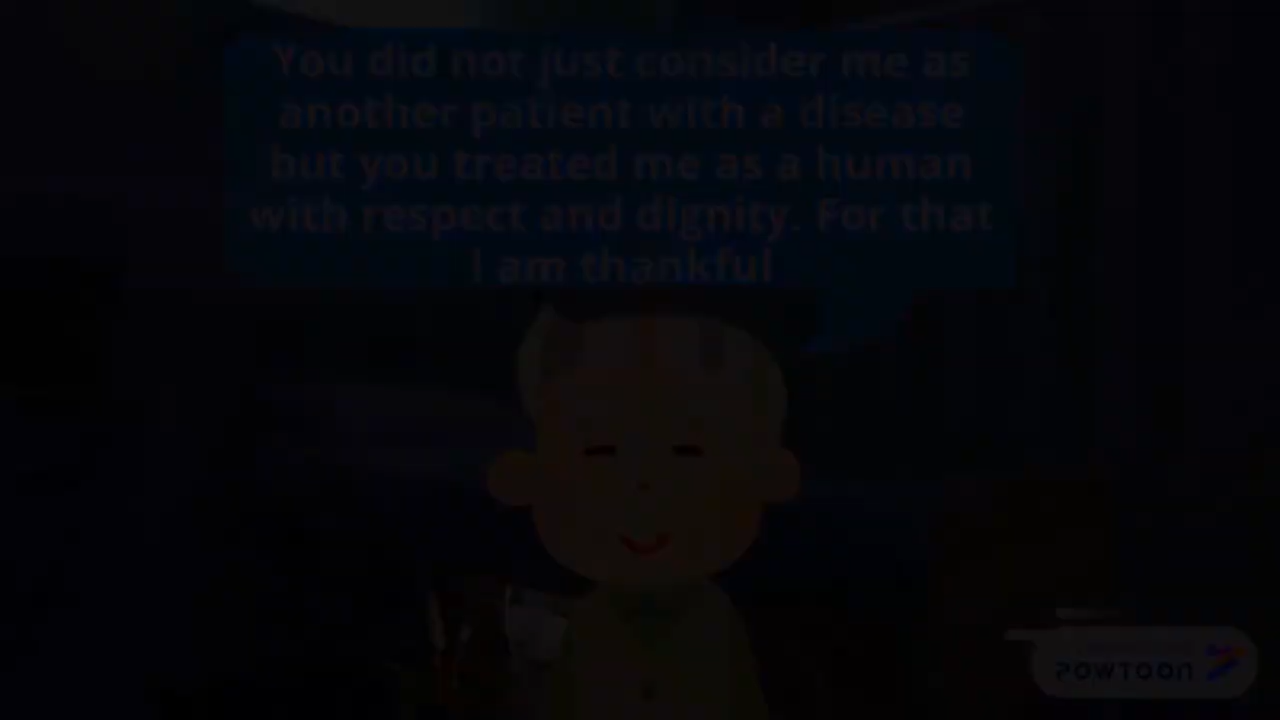 You did not just consider me as
another patient with a disease
but you treated me as a human
with respect and dignity. For that
I am thankful
POWTOON